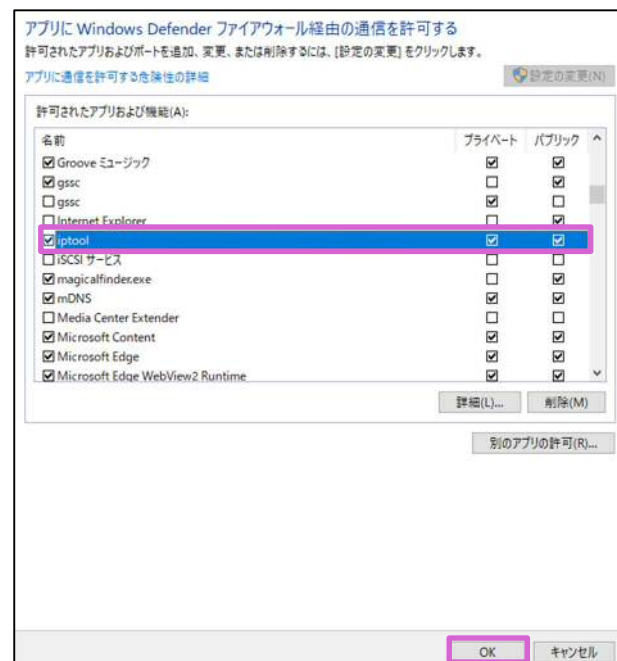 アプリに Windows Defender ファイアウォール経由の通信を許可する
許可されたアプリおよびポートを追加、変更、または削除するには、[設定の変更] をクリックします。
アプリに通信を許可する危険性の詳細
設定の変更(N)
許可されたアプリおよび機能(A):
名前 プライベート パブリック
Groove ミュージック
gssc
gssc
Internet Explorer
iptool
iSCSI サービス
magicalfinder.exe
mDNS
Media Center Extender
Microsoft Content
Microsoft Edge
Microsoft Edge WebView2 Runtime
詳細(L)... 削除(M)
別のアプリの許可(R)...
OK キャンセル